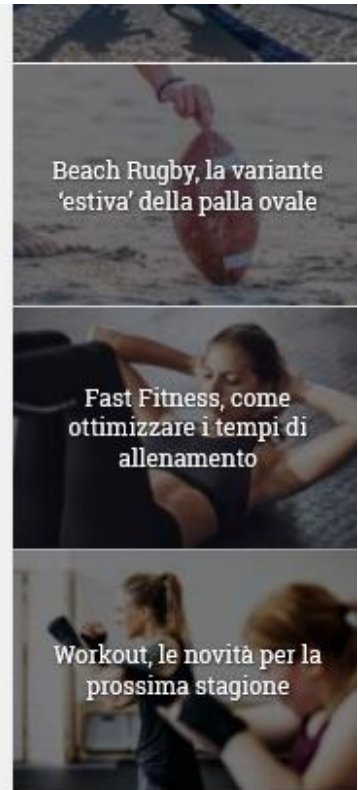 Beach Rugby, la variante
‘estiva’ della palla ovale
Fast Fitness, come
ottimizzare i tempi di
allenamento
Workout, le novità per la
prossima stagione